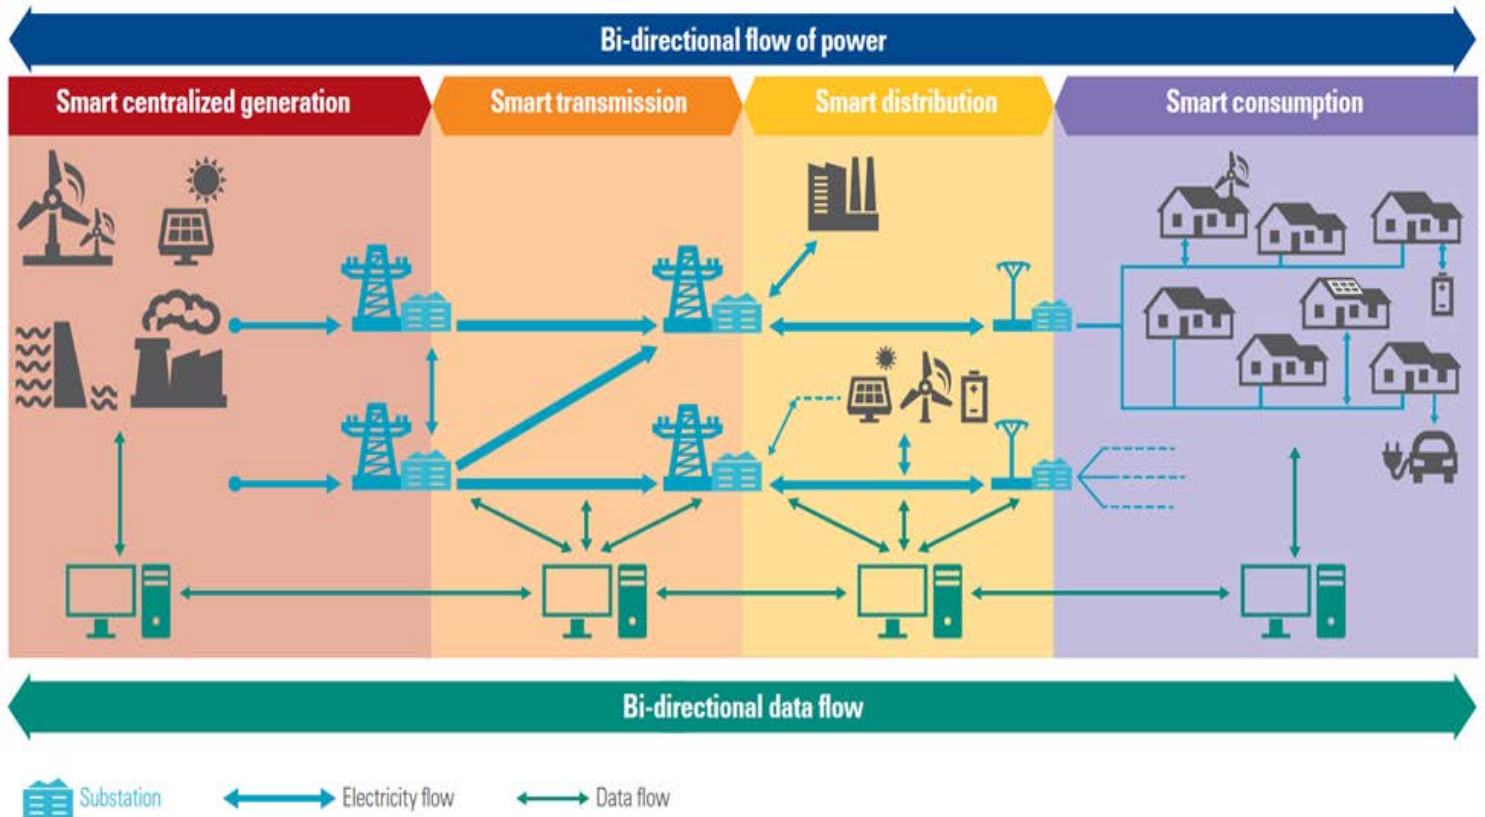 Bi-directional flow of power
Smart centralized generation
Smart transmission
Smart distribution
Smart consumption
Bi-directional data flow
Substation
Electricity flow
Data flow